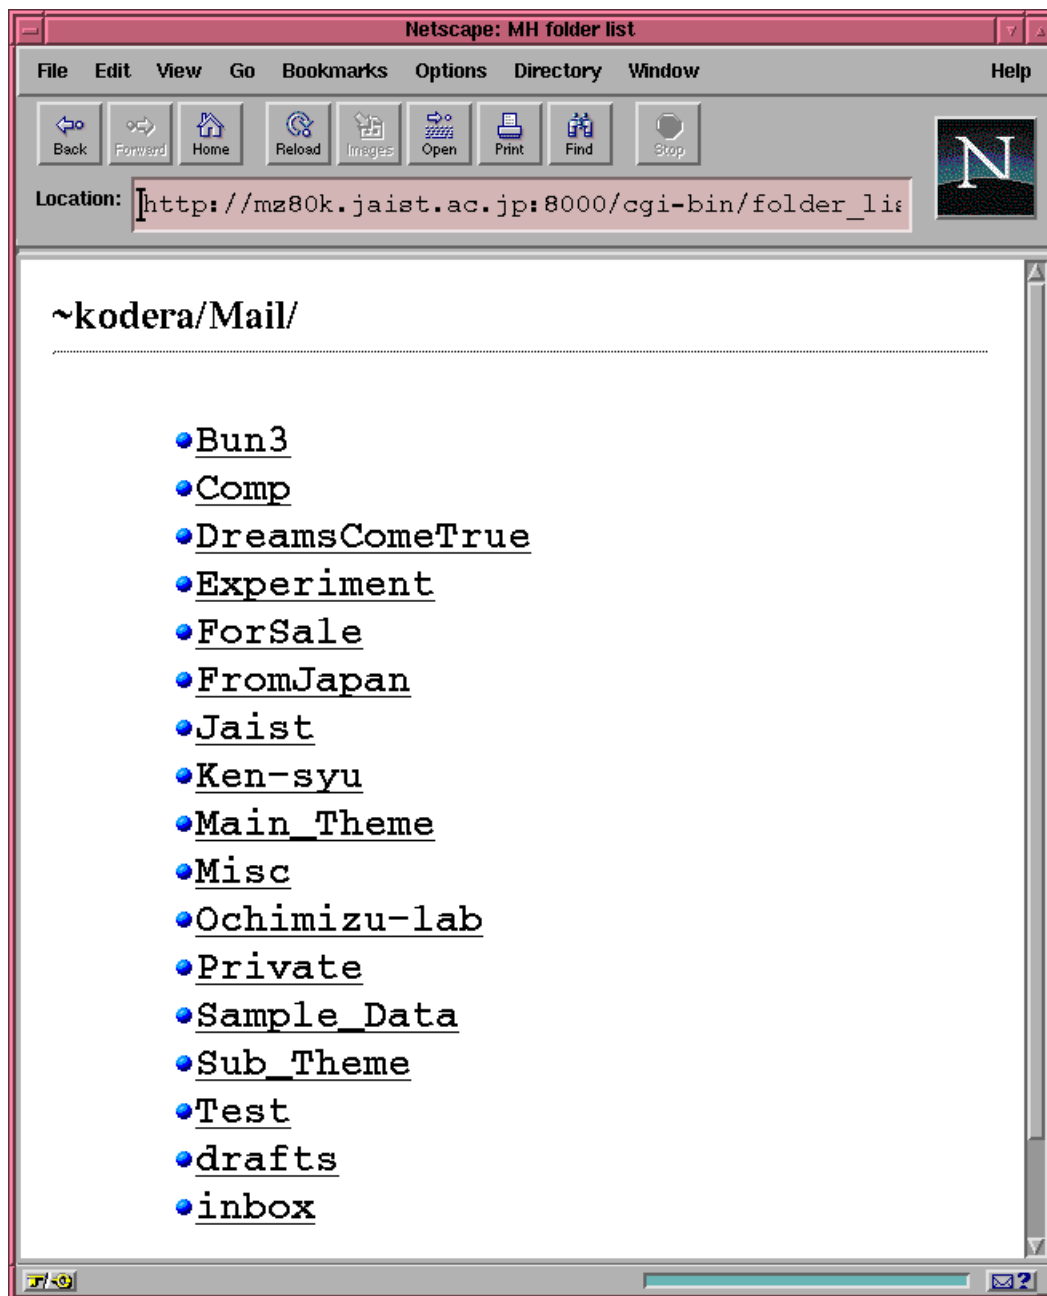 Netscape: MH folder list
File Edit View Go Bookmarks Options Directory Window Help
Back Forward Home Reload Images Open Print Find Stop
N
Location: http://mz80k.jaist.ac.jp:8000/cgi-bin/folder_lis
~kodera/Mail/
Bun3
Comp
DreamsComeTrue
Experiment
ForSale
FromJapan
Jaist
Ken-syu
Main_Theme
Misc
Ochimizu-lab
Private
Sample_Data
Sub_Theme
Test
drafts
inbox
?